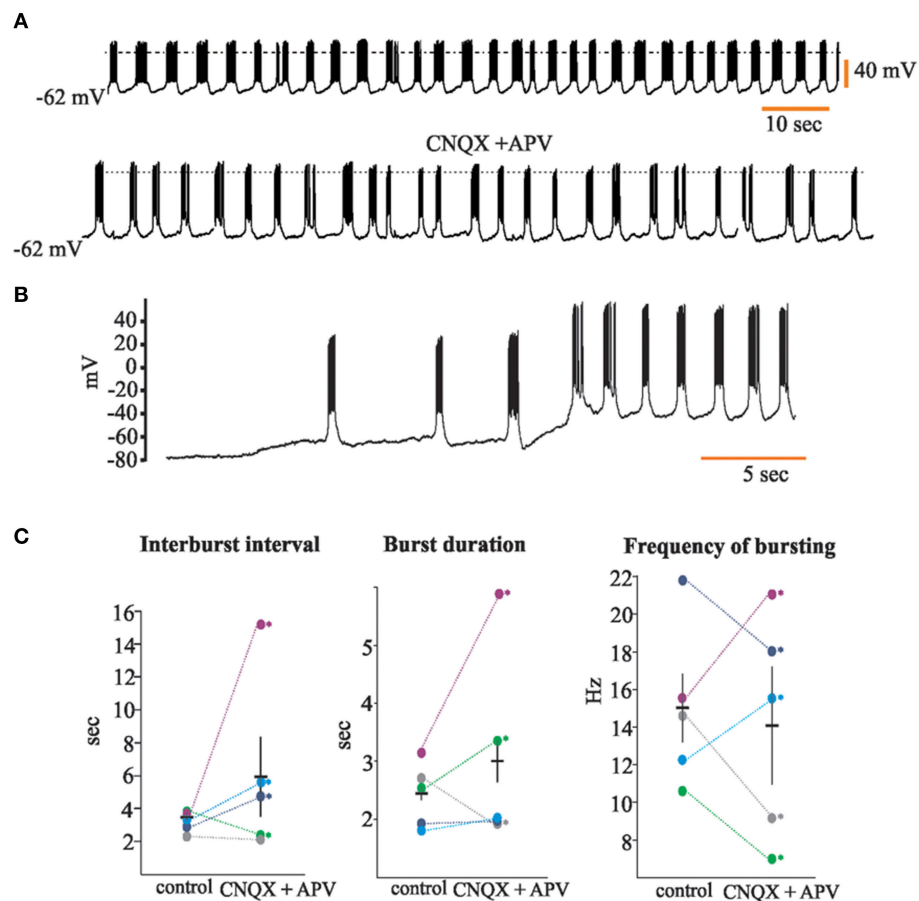 A
-62 mV
40 mV
10 sec
CNQX +APV
-62 mV
B
mV
40
20
0
-20
-40
-60
-80
5 sec
C
Interburst interval
sec
16
14
12
10
8
6
4
2
control
CNQX + APV
Burst duration
sec
5
4
3
2
control
CNQX + APV
Frequency of bursting
Hz
22
20
18
16
14
12
10
8
control
CNQX + APV